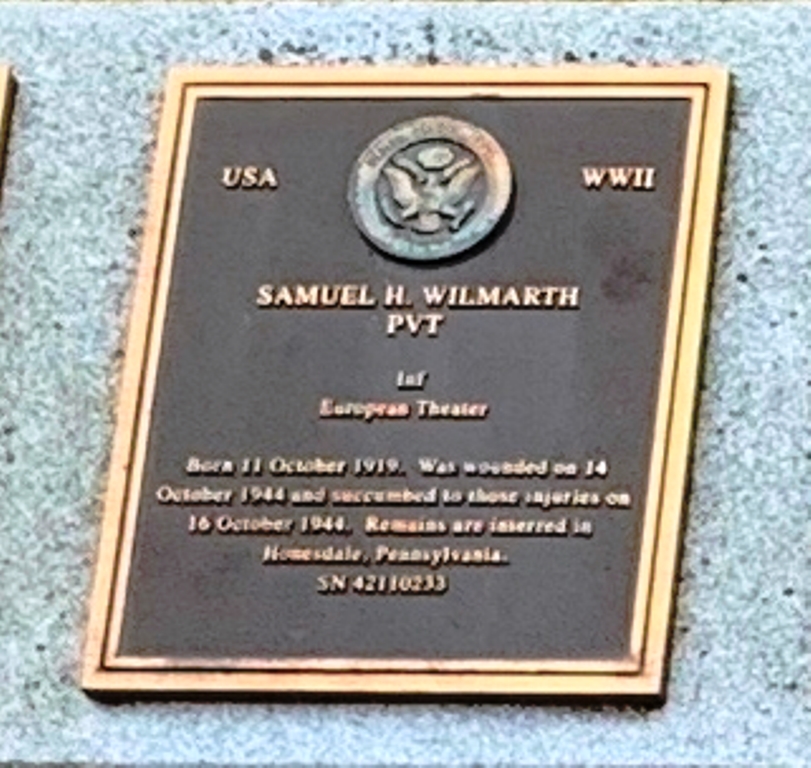 USA WWII
SAMUEL H. WILMARTH
PVT
Inf
European Theater
Born 11 October 1919. Was wounded on 14
October 1944 and succumbed to those injuries on
16 October 1944. Remains are interred in
Honesdale, Pennsylvania.
SN 42110233